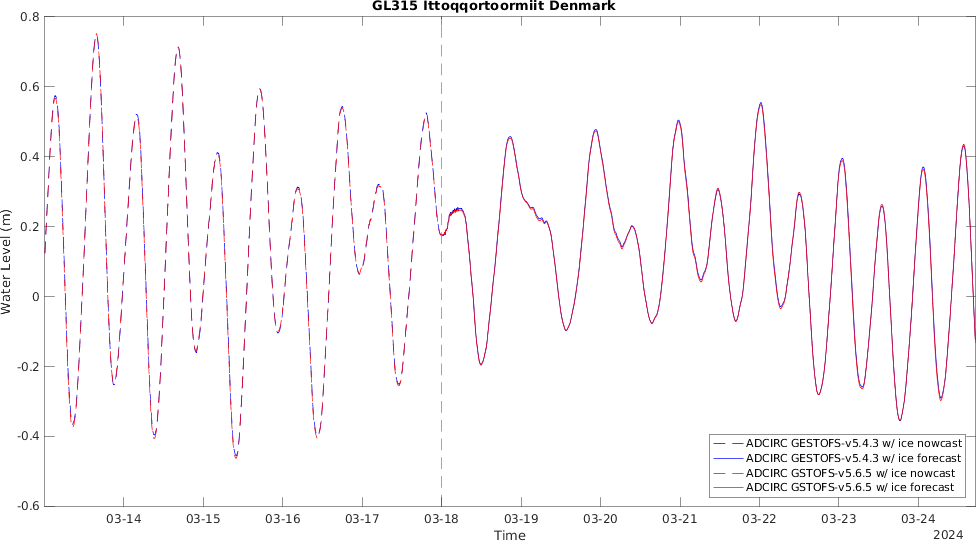 GL315 Ittoqqortoormiit Denmark
0.8
0.6
0.4
0.2
0
-0.2
-0.4
-0.6
Water Level (m)
ADCIRC GESTOFS-v5.4.3 w/ ice nowcast
ADCIRC GESTOFS-v5.4.3 w/ ice forecast
ADCIRC GSTOFS-v5.6.5 w/ ice nowcast
ADCIRC GSTOFS-v5.6.5 w/ ice forecast
03-14 03-15 03-16 03-17 03-18 03-19 03-20 03-21 03-22 03-23 03-24
Time
2024